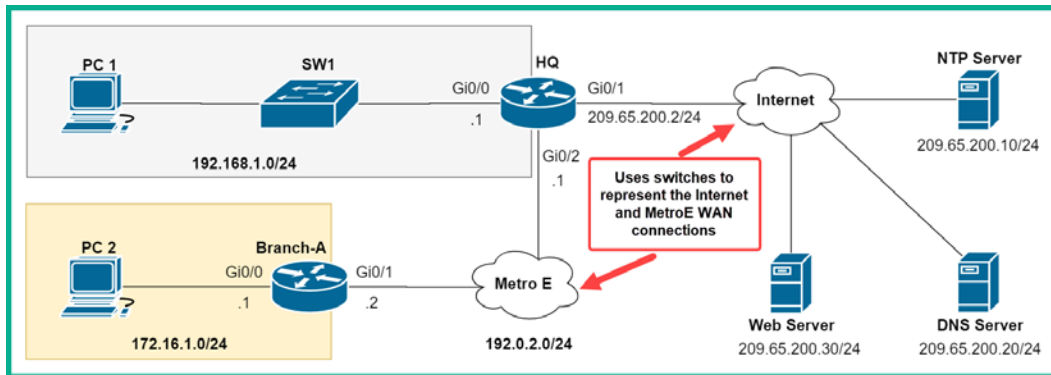 PC 1
SW1
HQ
Gi0/0
.1
Gi0/1
209.65.200.2/24
Internet
NTP Server
209.65.200.10/24
192.168.1.0/24
Gi0/2
.1
Uses switches to
represent the Internet
and MetroE WAN
connections
PC 2
Branch-A
Gi0/0
.1
Gi0/1
.2
Metro E
172.16.1.0/24
192.0.2.0/24
Web Server
209.65.200.30/24
DNS Server
209.65.200.20/24